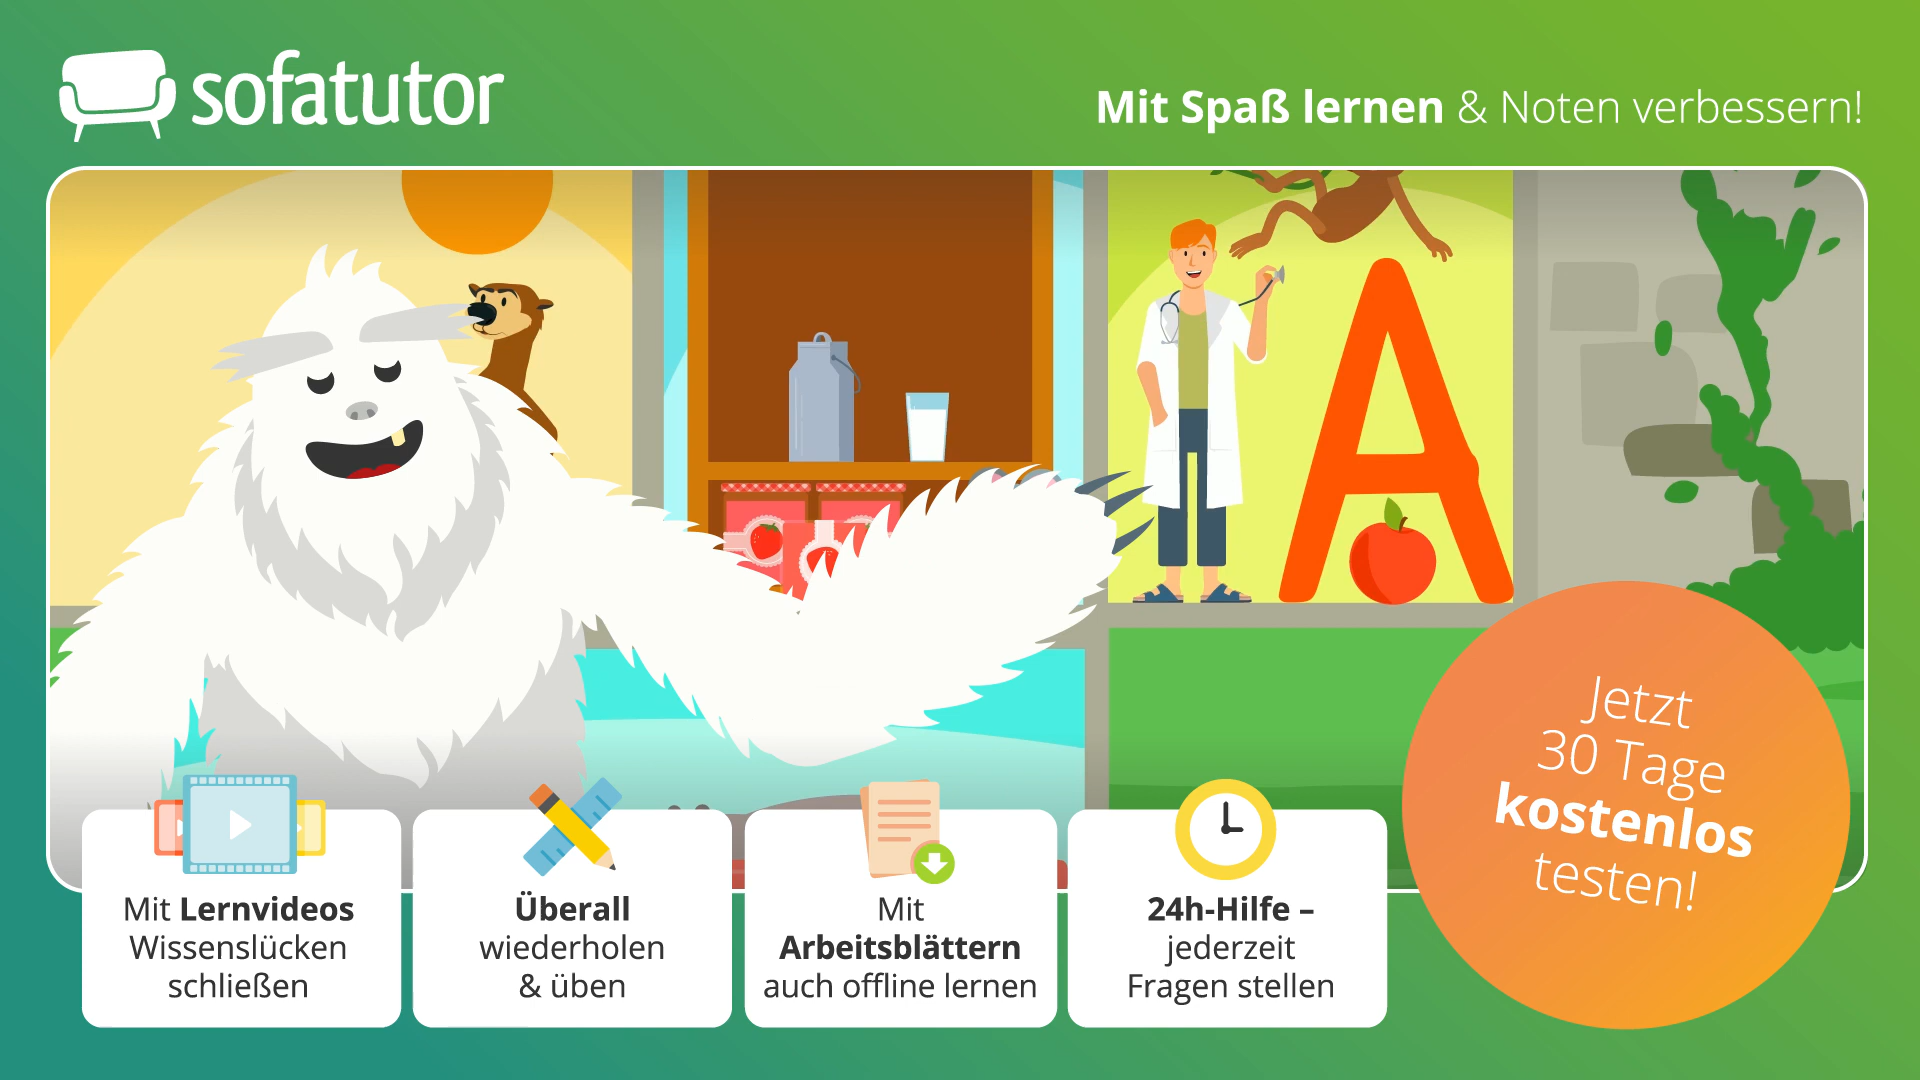 sofatutor
Mit Spaß lernen & Noten verbessern!
A
Jetzt
30 Tage
kostenlos
testen!
Mit Lernvideos
Wissenslücken
schließen
Überall
wiederholen
& üben
Mit
Arbeitsblättern
auch offline lernen
24h-Hilfe –
jederzeit
Fragen stellen